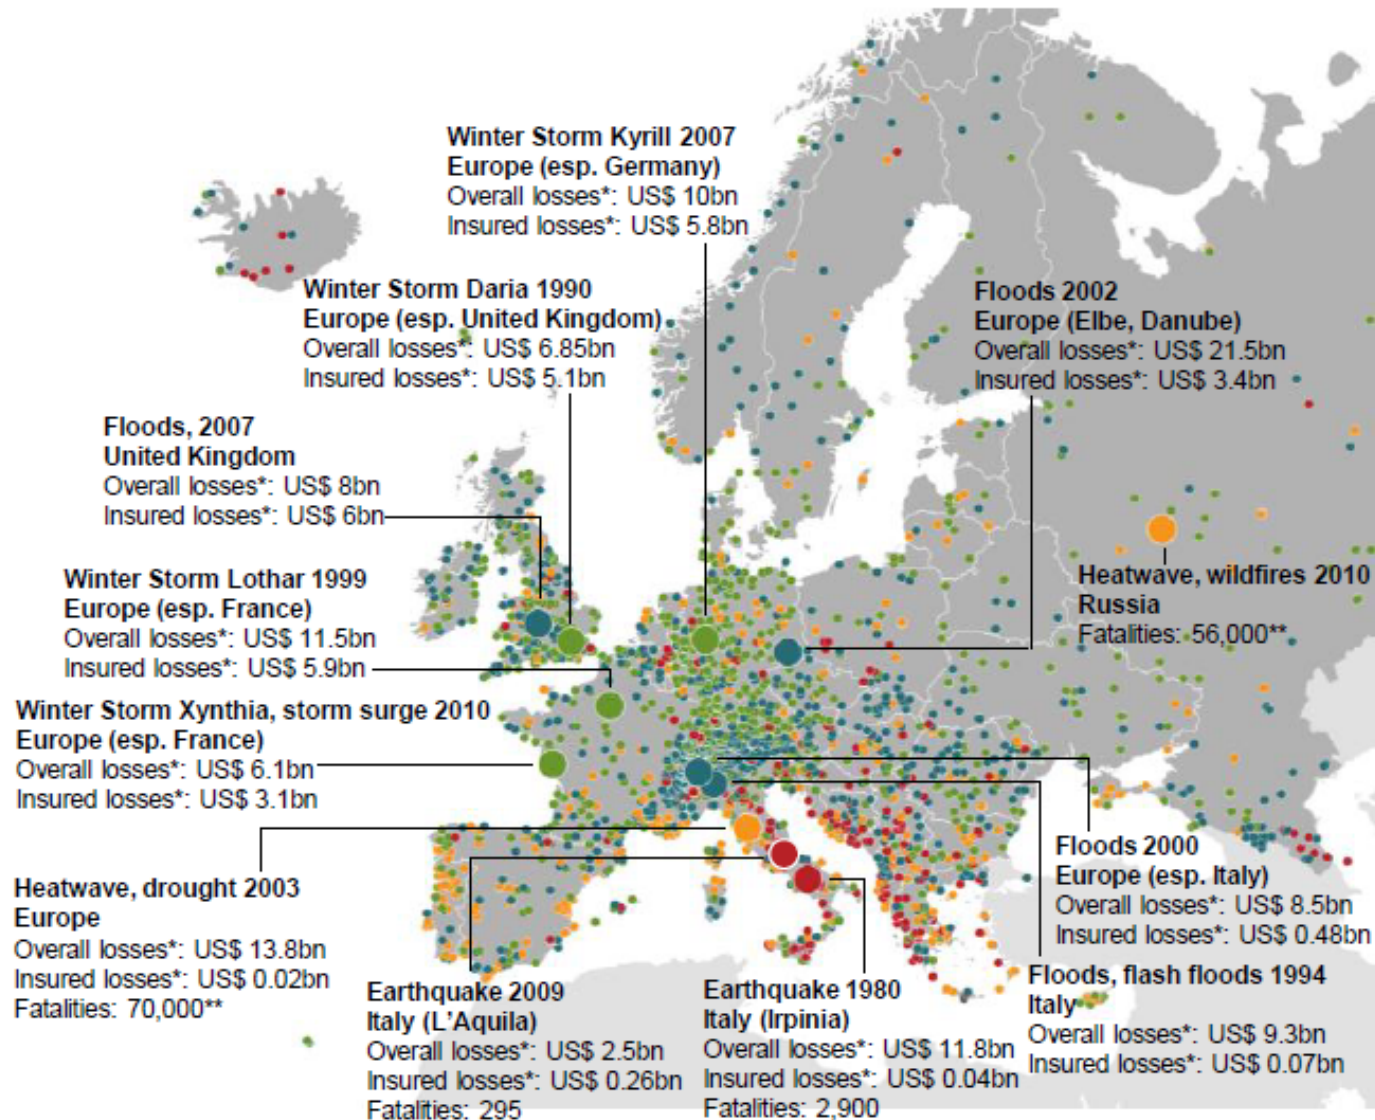 Winter Storm Kyrill 2007
Europe (esp. Germany)
Overall losses*: US$ 10bn
Insured losses*: US$ 5.8bn
Winter Storm Daria 1990
Europe (esp. United Kingdom)
Overall losses*: US$ 6.85bn
Insured losses*: US$ 5.1bn
Floods 2002
Europe (Elbe, Danube)
Overall losses*: US$ 21.5bn
Insured losses*: US$ 3.4bn
Floods, 2007
United Kingdom
Overall losses*: US$ 8bn
Insured losses*: US$ 6bn
Winter Storm Lothar 1999
Europe (esp. France)
Overall losses*: US$ 11.5bn
Insured losses*: US$ 5.9bn
Heatwave, wildfires 2010
Russia
Fatalities: 56,000**
Winter Storm Xynthia, storm surge 2010
Europe (esp. France)
Overall losses*: US$ 6.1bn
Insured losses*: US$ 3.1bn
Heatwave, drought 2003
Europe
Overall losses*: US$ 13.8bn
Insured losses*: US$ 0.02bn
Fatalities: 70,000**
Earthquake 2009
Italy (L'Aquila)
Overall losses*: US$ 2.5bn
Insured losses*: US$ 0.26bn
Fatalities: 295
Earthquake 1980
Italy (Irpinia)
Overall losses*: US$ 11.8bn
Insured losses*: US$ 0.04bn
Fatalities: 2,900
Floods 2000
Europe (esp. Italy)
Overall losses*: US$ 8.5bn
Insured losses*: US$ 0.48bn
Floods, flash floods 1994
Italy
Overall losses*: US$ 9.3bn
Insured losses*: US$ 0.07bn